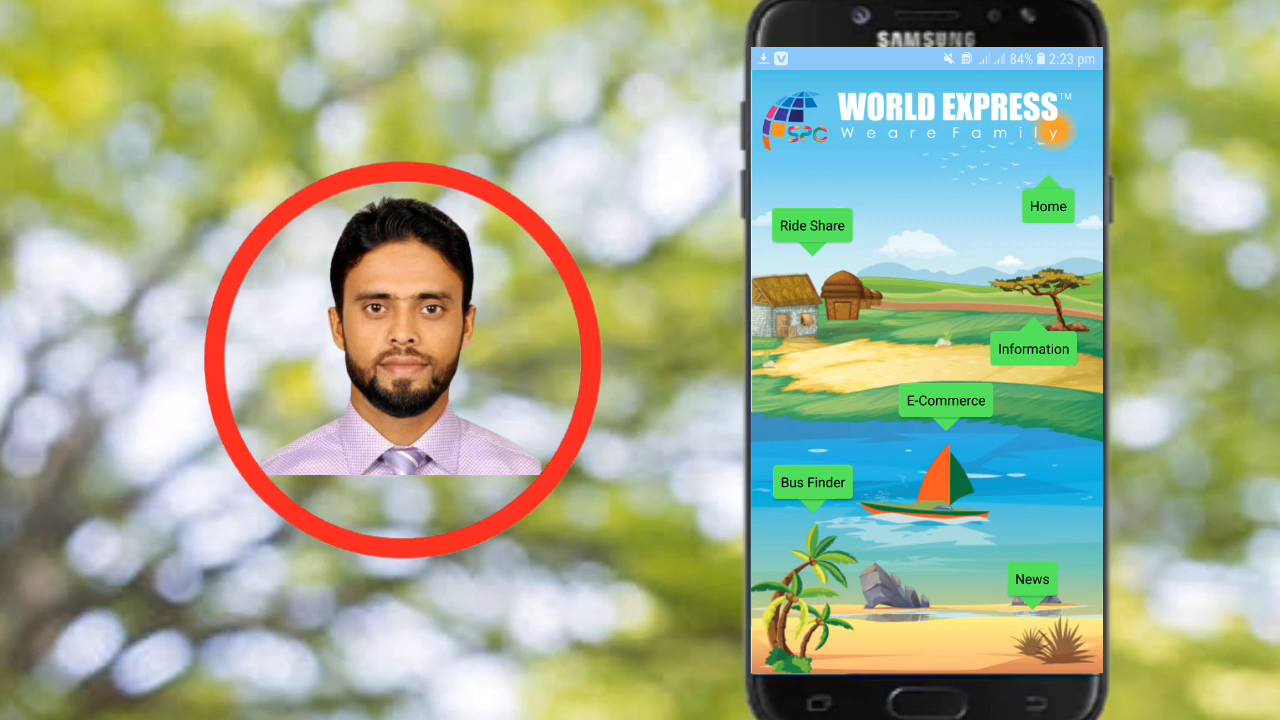 SAMSUNG
84% 2:23 pm
WORLD EXPRESS™
SPC
We are Family
Home
Ride Share
Information
E-Commerce
Bus Finder
News